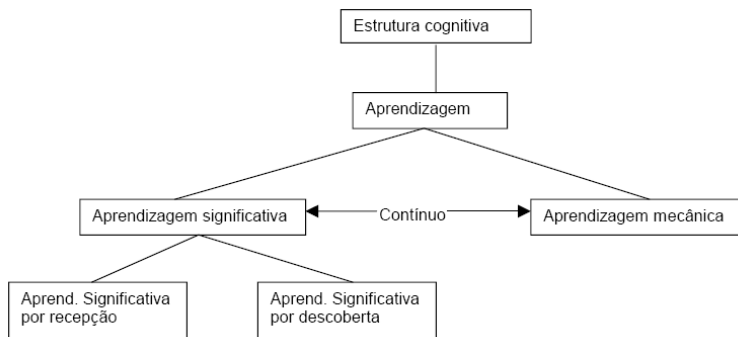 Estrutura cognitiva
Aprendizagem
Aprendizagem significativa
Contínuo
Aprendizagem mecânica
Aprend. Significativa
por recepção
Aprend. Significativa
por descoberta